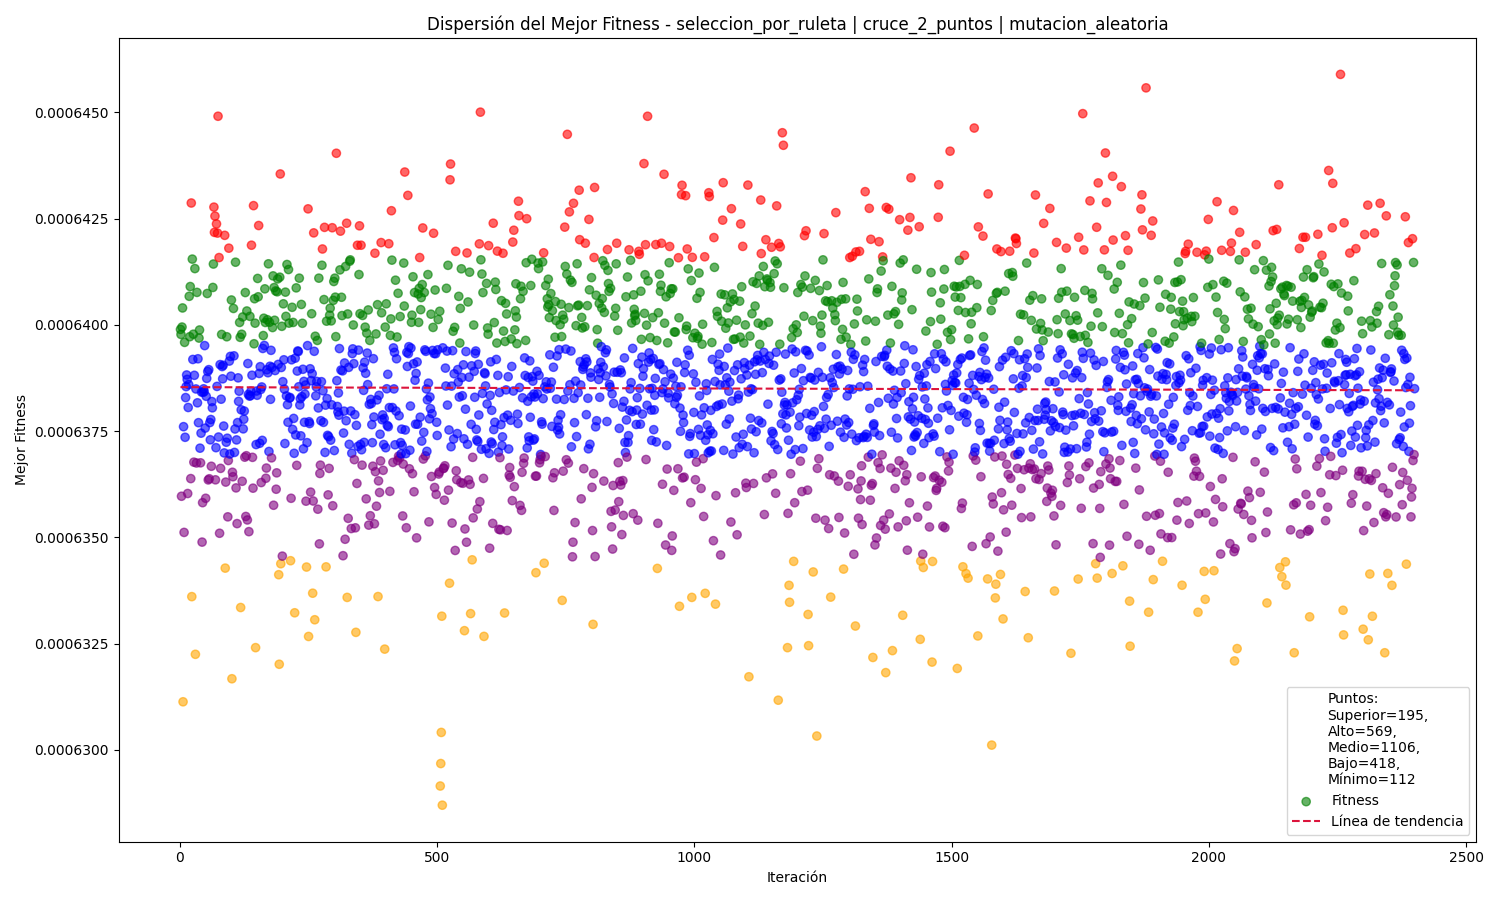 Dispersión del Mejor Fitness - seleccion_por_ruleta | cruce_2_puntos | mutacion_aleatoria
Mejor Fitness
0.0006450
0.0006425
0.0006400
0.0006375
0.0006350
0.0006325
0.0006300
Puntos:
Superior=195,
Alto=569,
Medio=1106,
Bajo=418,
Mínimo=112
Fitness
Línea de tendencia
0
500
1000
1500
2000
2500
Iteración